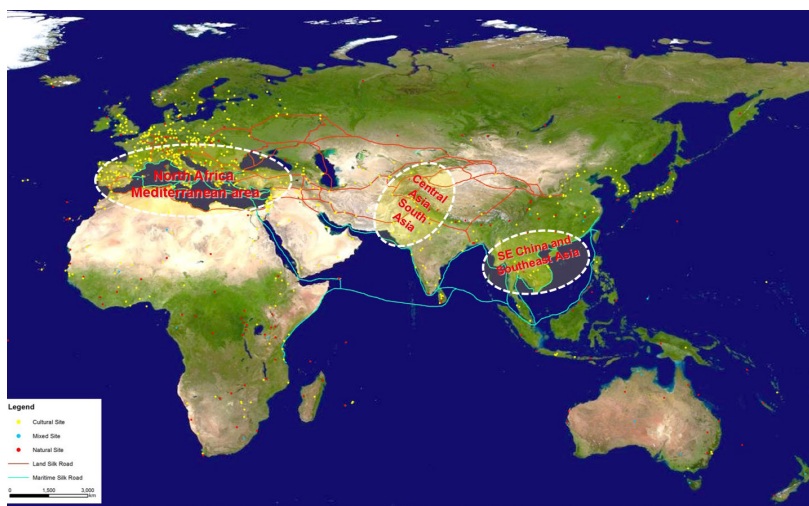 North Africa
Mediterranean area
Central
Asia,
South
Asia
SE China and
Southeast Asia
Legend
Cultural Site
Mixed Site
Natural Site
Land Silk Road
Maritime Silk Road
0 1,500 3,000
km